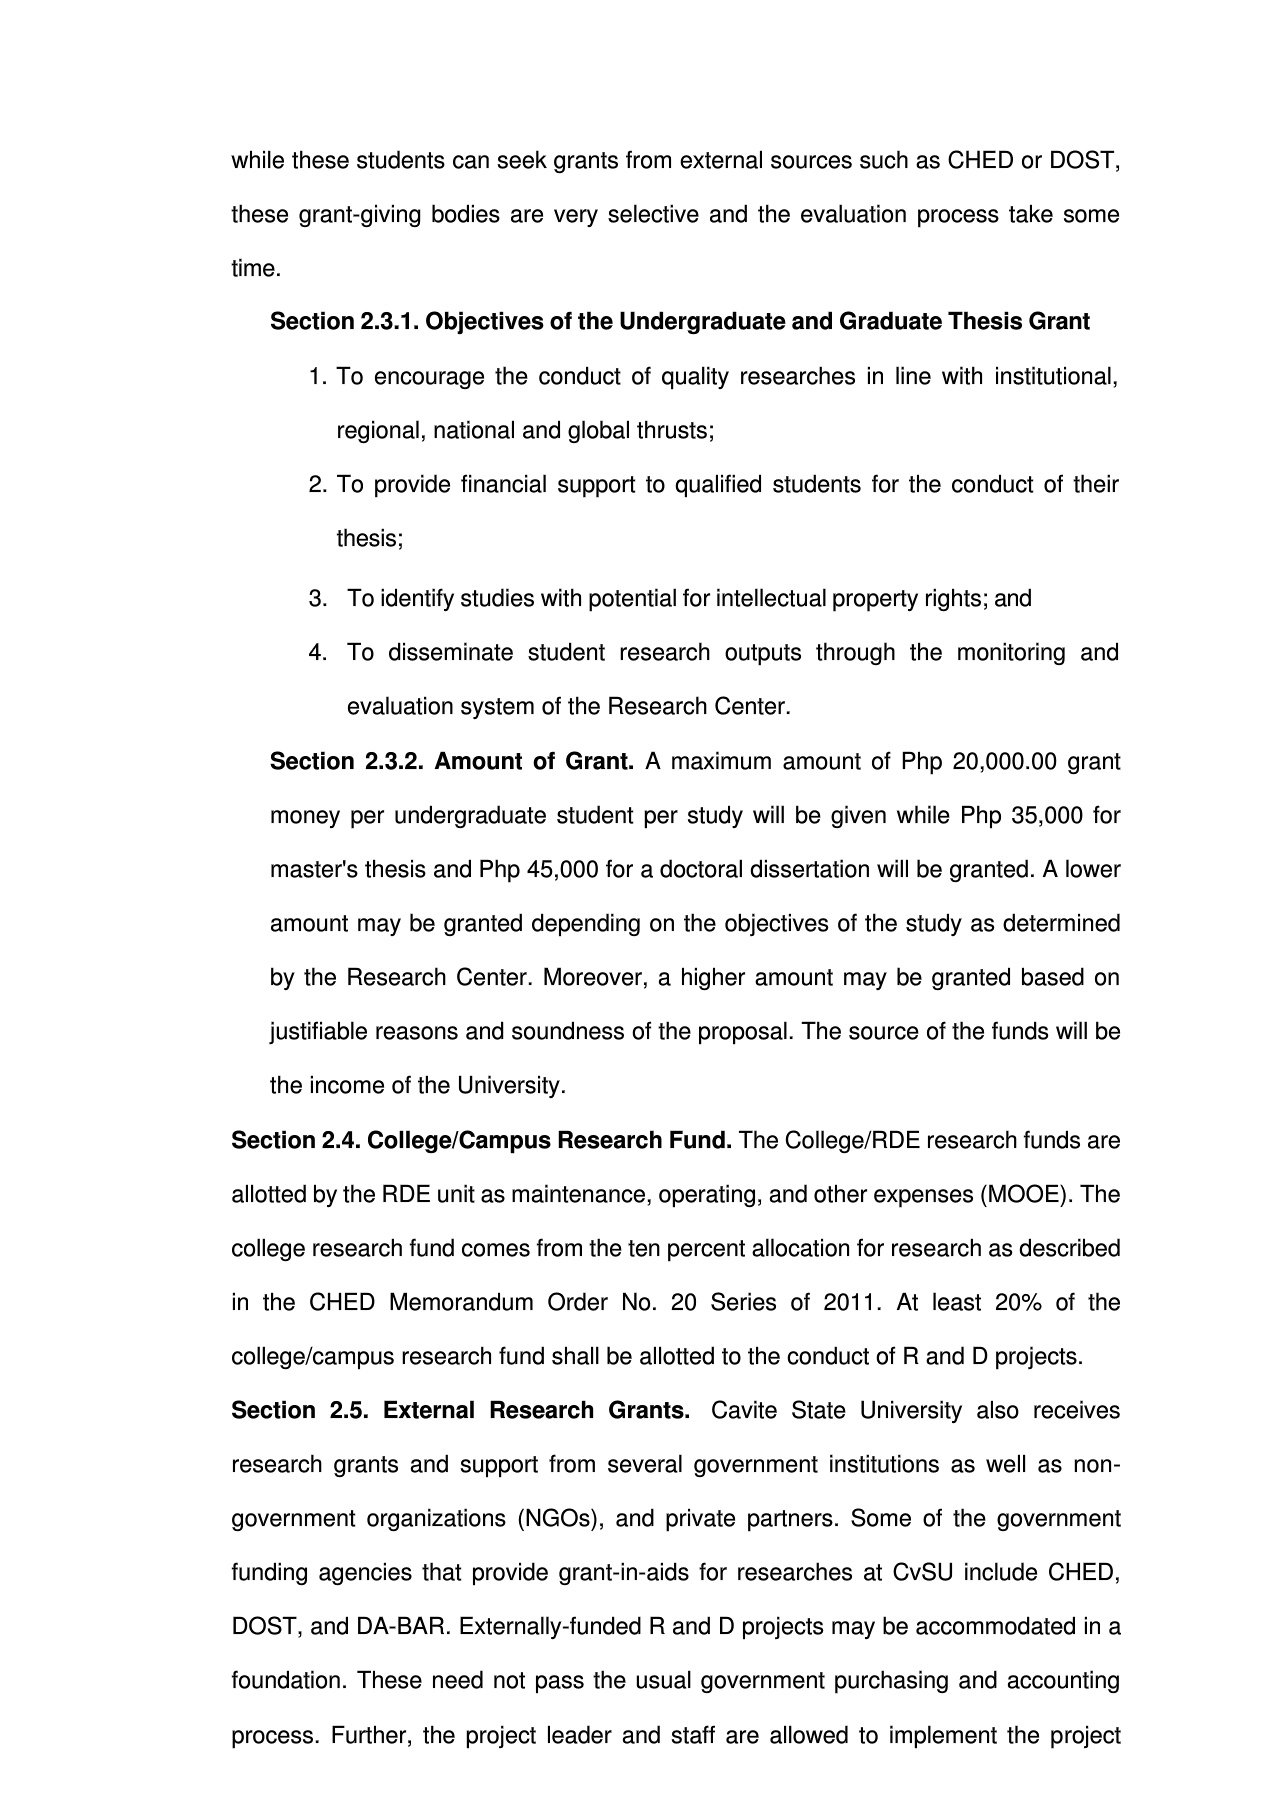 while these students can seek grants from external sources such as CHED or DOST,
these grant-giving bodies are very selective and the evaluation process take some
time.
Section 2.3.1. Objectives of the Undergraduate and Graduate Thesis Grant
1. To encourage the conduct of quality researches in line with institutional,
regional, national and global thrusts;
2. To provide financial support to qualified students for the conduct of their
thesis;
3. To identify studies with potential for intellectual property rights; and
4. To disseminate student research outputs through the monitoring and
evaluation system of the Research Center.
Section 2.3.2. Amount of Grant. A maximum amount of Php 20,000.00 grant
money per undergraduate student per study will be given while Php 35,000 for
master's thesis and Php 45,000 for a doctoral dissertation will be granted. A lower
amount may be granted depending on the objectives of the study as determined
by the Research Center. Moreover, a higher amount may be granted based on
justifiable reasons and soundness of the proposal. The source of the funds will be
the income of the University.
Section 2.4. College/Campus Research Fund. The College/RDE research funds are
allotted by the RDE unit as maintenance, operating, and other expenses (MOOE). The
college research fund comes from the ten percent allocation for research as described
in the CHED Memorandum Order No. 20 Series of 2011. At least 20% of the
college/campus research fund shall be allotted to the conduct of R and D projects.
Section 2.5. External Research Grants. Cavite State University also receives
research grants and support from several government institutions as well as non-
government organizations (NGOs), and private partners. Some of the government
funding agencies that provide grant-in-aids for researches at CvSU include CHED,
DOST, and DA-BAR. Externally-funded R and D projects may be accommodated in a
foundation. These need not pass the usual government purchasing and accounting
process. Further, the project leader and staff are allowed to implement the project